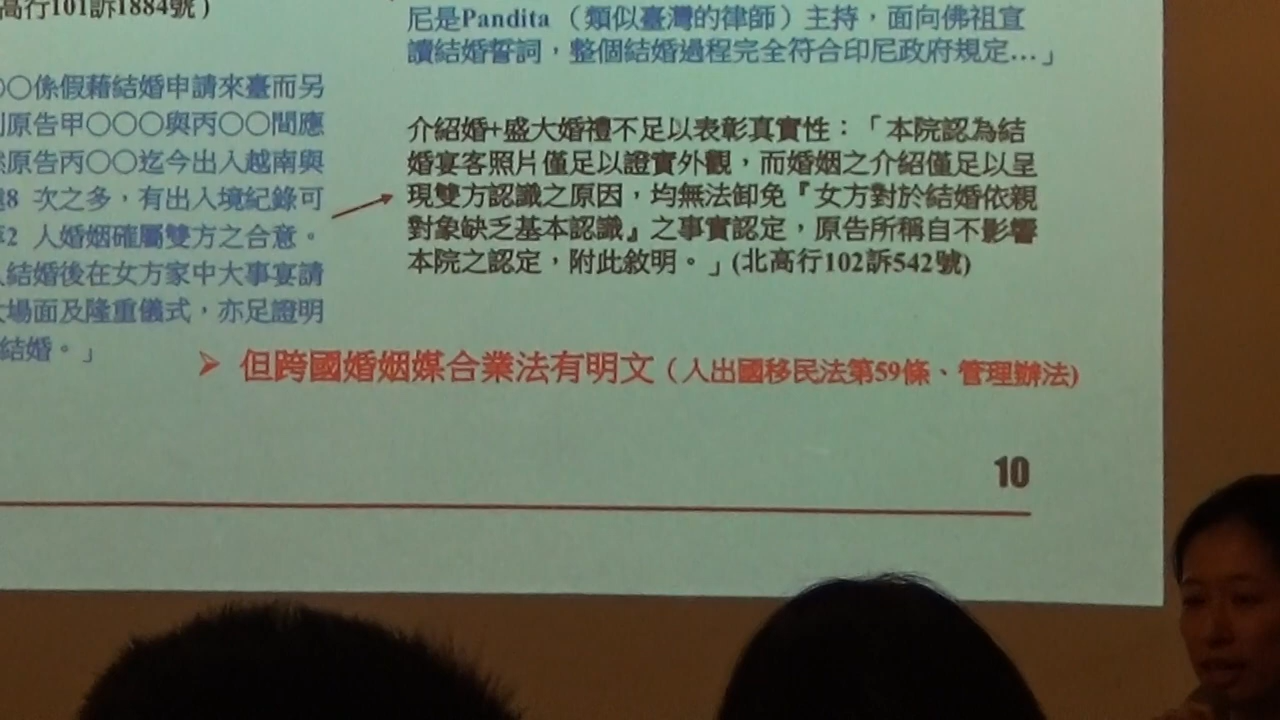 高行101訴1884號)
○○係假藉結婚申請來臺而另
原告甲○○○與丙○○間應
原告丙○○迄今出入越南與
8 次之多,有出入境紀錄可
2 人婚姻確屬雙方之合意。
結婚後在女方家中大事宴請
場面及隆重儀式,亦足證明
結婚。」
尼是Pandita (類似臺灣的律師)主持,面向佛祖宣
讀結婚誓詞,整個結婚過程完全符合印尼政府規定…」
介紹婚+盛大婚禮不足以表彰真實性:「本院認為結
婚宴客照片僅足以證實外觀,而婚姻之介紹僅足以呈
現雙方認識之原因,均無法卸免『女方對於結婚依親
對象缺乏基本認識』之事實認定,原告所稱自不影響
本院之認定,附此敘明。」(北高行102訴542號)
➢ 但跨國婚姻媒合業法有明文(入出國移民法第59條、管理辦法)
10